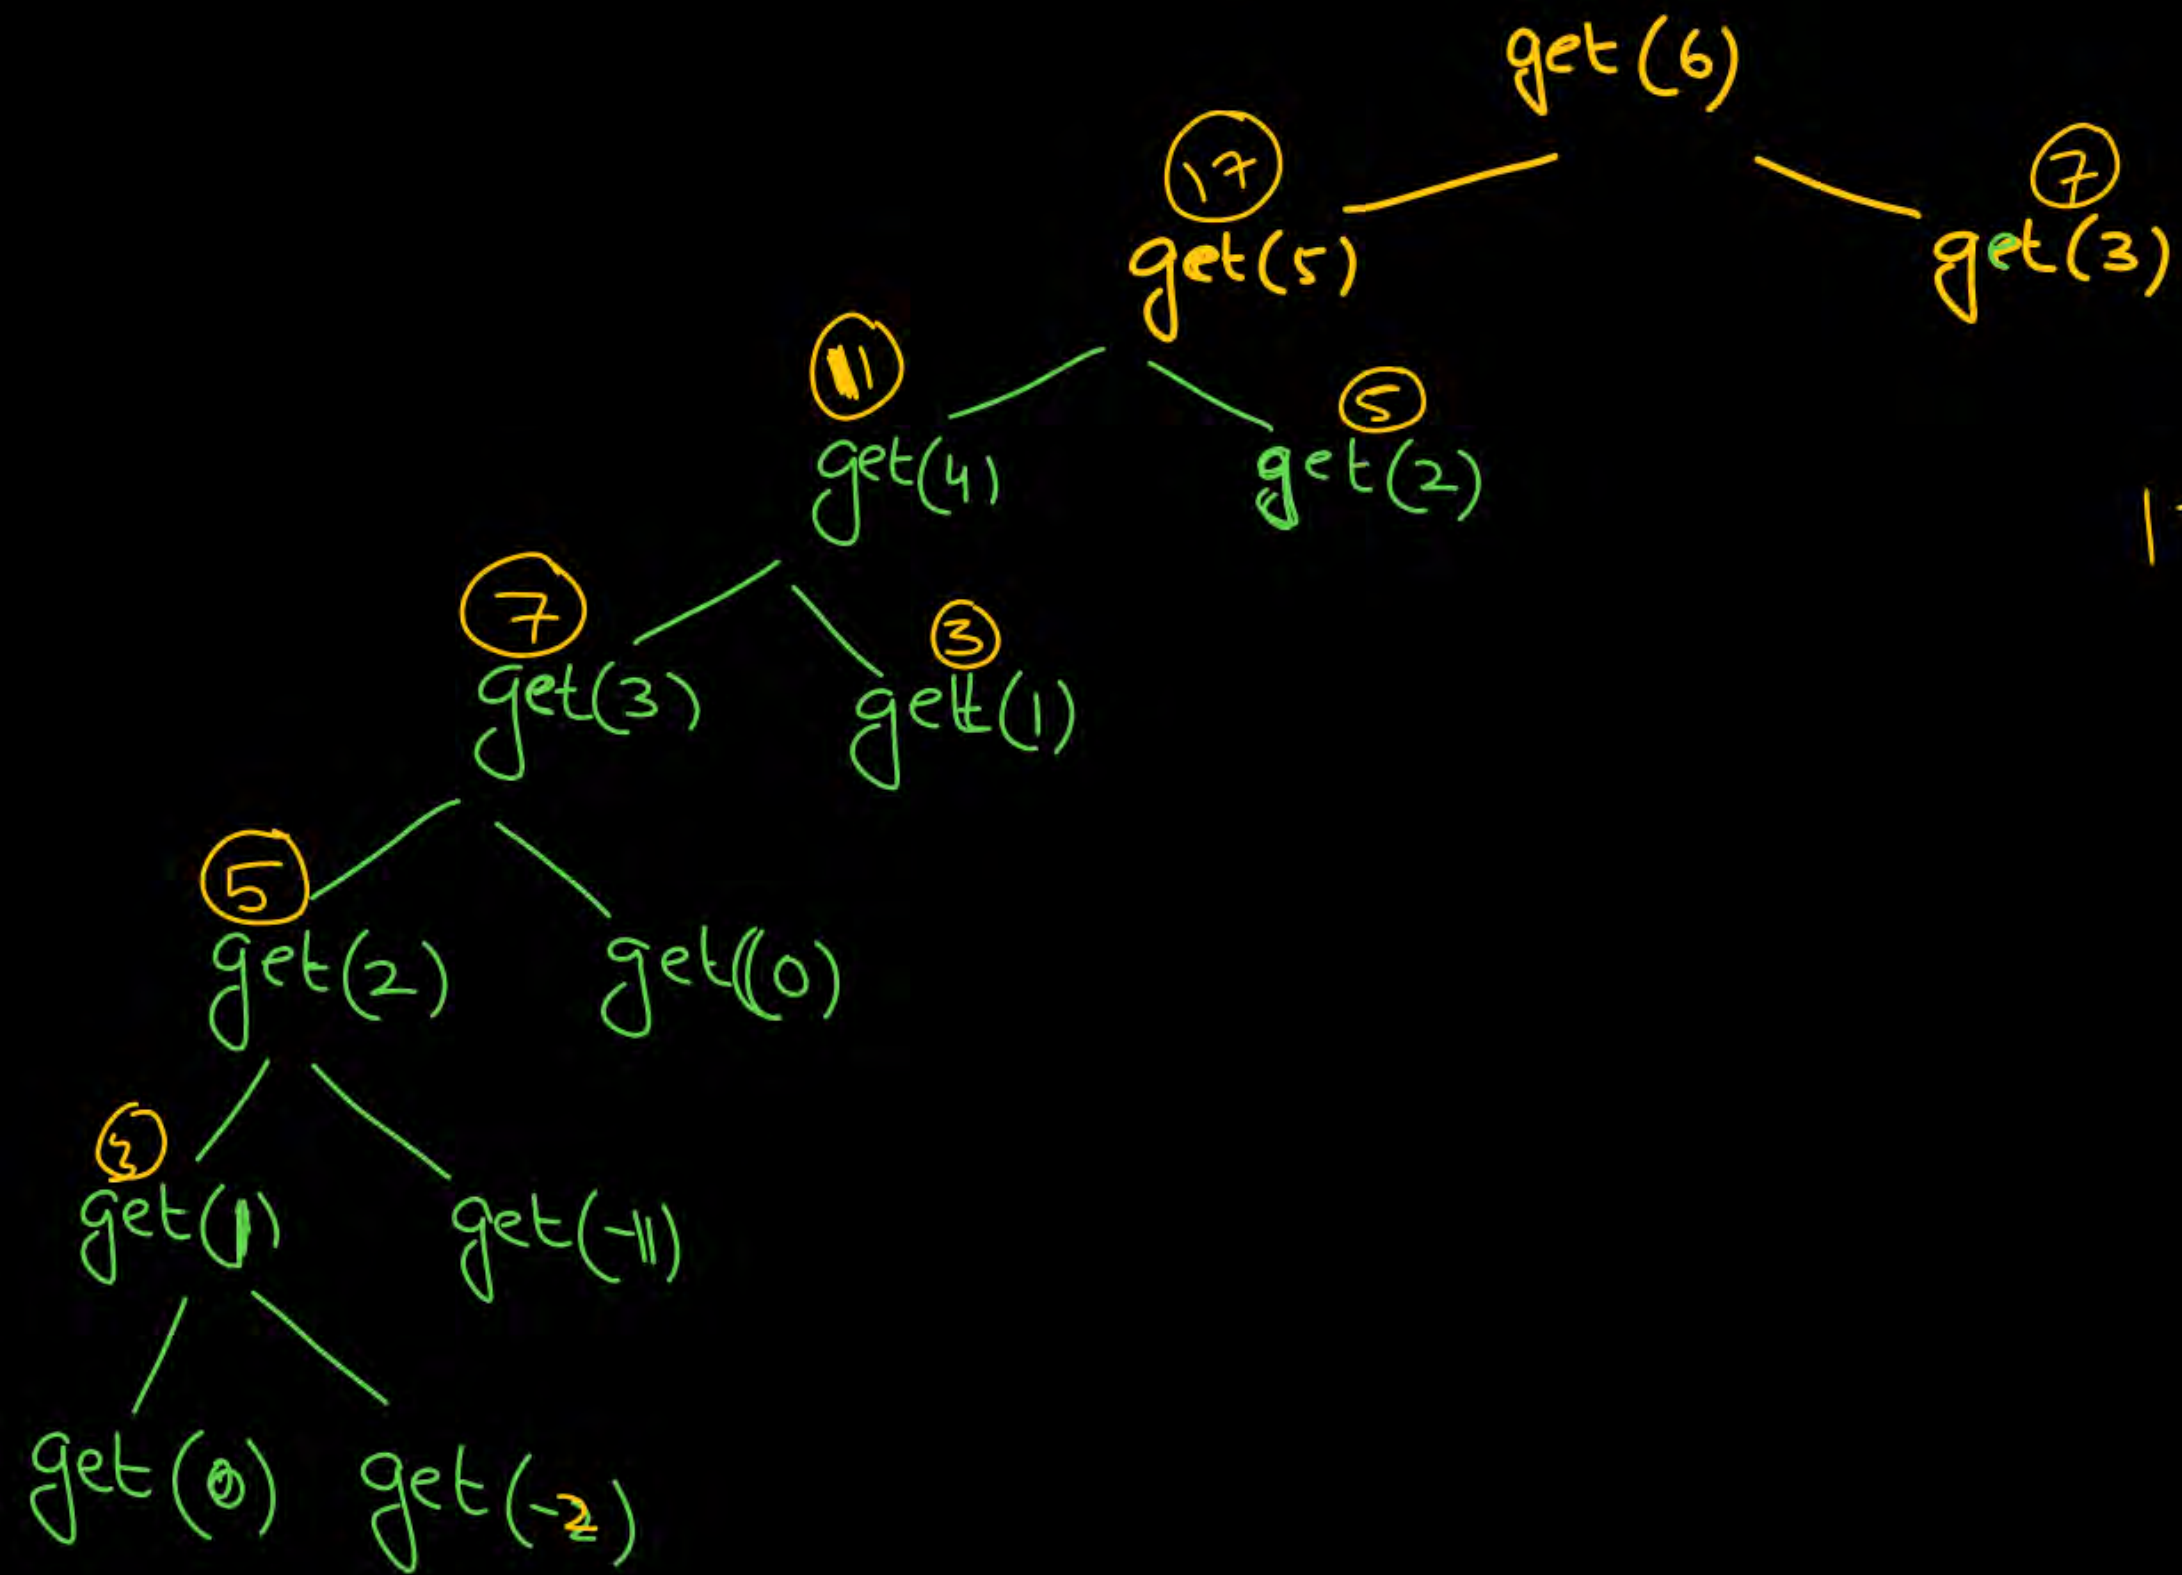 get(6)
17
7
get(5)
get(3)
11
5
get(4)
get(2)
7
3
get(3)
get(1)
5
get(2)
get(0)
3
get(1)
get(-1)
get(0)
get(-2)